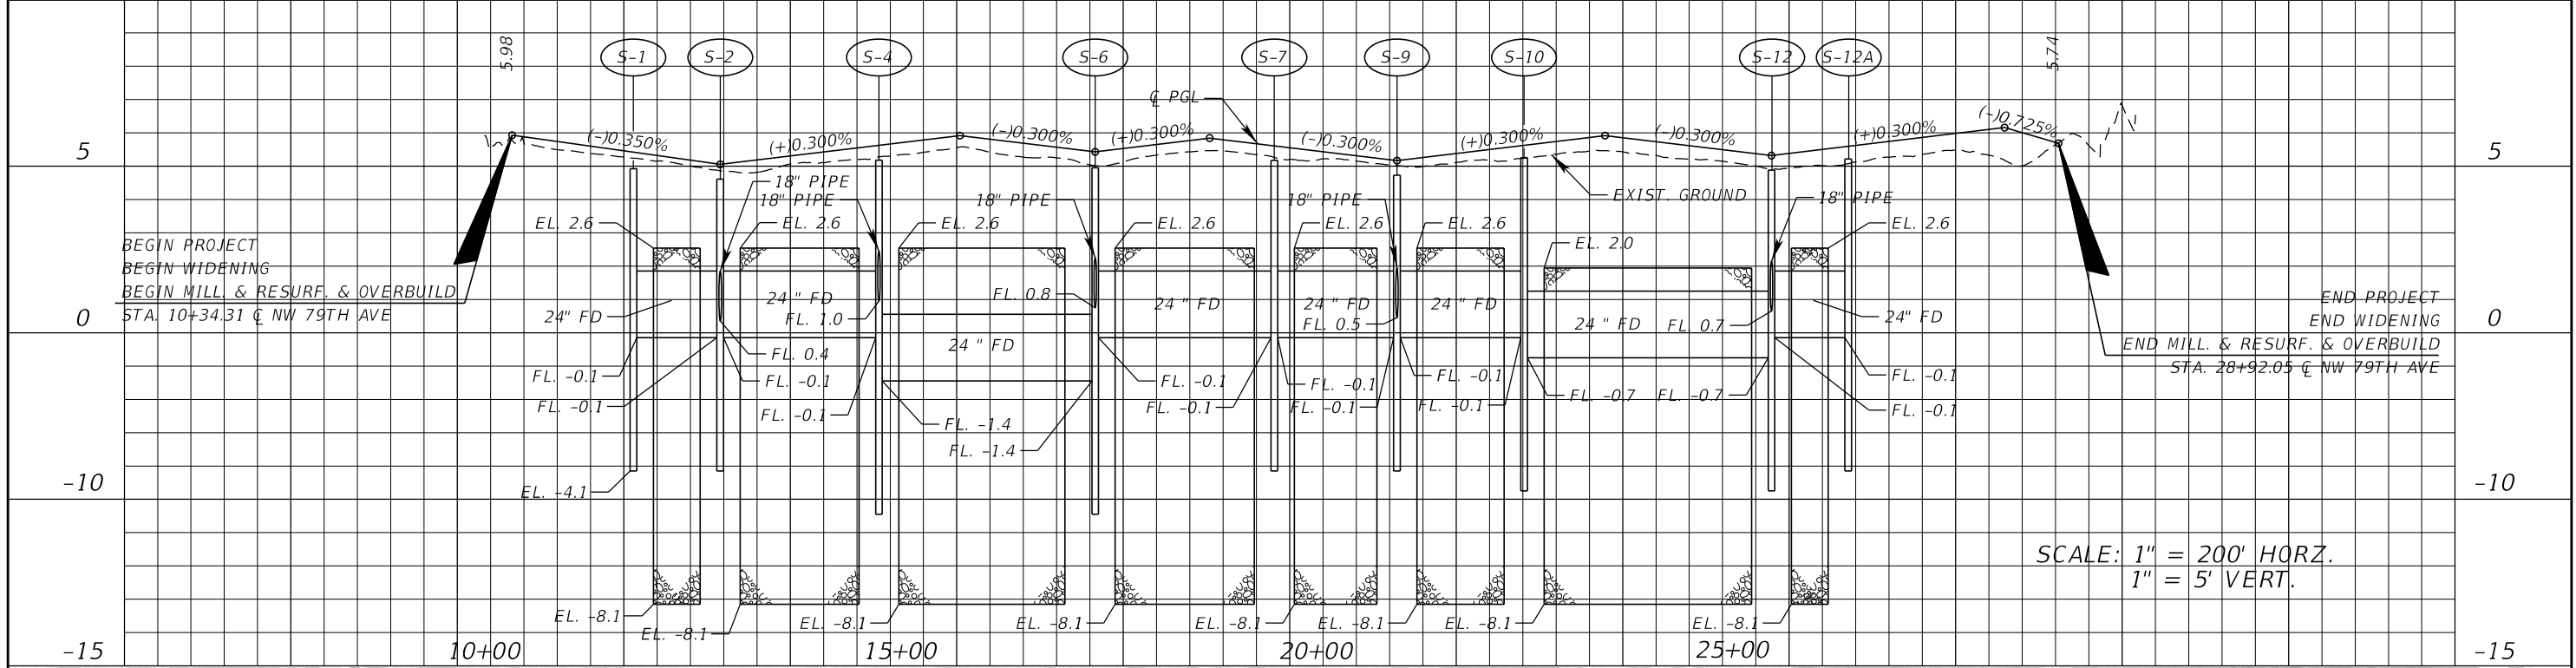 5.98
S-1
S-2
S-4
S-6
S-7
S-9
S-10
S-12
S-12A
5.74
℄ PGL
(-)0.350%
(+)0.300%
(-)0.300%
(+)0.300%
(-)0.300%
(+)0.300%
(-)0.300%
(+)0.300%
(-)0.725%
5
5
18" PIPE
18" PIPE
18" PIPE
18" PIPE
EXIST. GROUND
18" PIPE
EL. 2.6
EL. 2.6
EL. 2.6
EL. 2.6
EL. 2.6
EL. 2.6
EL. 2.0
EL. 2.6
BEGIN PROJECT
BEGIN WIDENING
BEGIN MILL. & RESURF. & OVERBUILD
STA. 10+34.31 ℄ NW 79TH AVE
24" FD
24 " FD
FL. 1.0
FL. 0.8
24 " FD
24 " FD
24 " FD
FL. 0.5
24 " FD
24 " FD
FL. 0.7
24" FD
END PROJECT
END WIDENING
END MILL. & RESURF. & OVERBUILD
STA. 28+92.05 ℄ NW 79TH AVE
0
0
FL. 0.4
FL. -0.1
FL. -0.1
FL. -0.1
FL. -0.1
FL. -0.1
FL. -0.1
FL. -0.1
FL. -0.1
FL. -0.1
FL. -0.1
FL. -0.7
FL. -0.7
FL. -0.1
FL. -0.1
FL. -1.4
FL. -1.4
-10
-10
EL. -4.1
EL. -8.1
EL. -8.1
EL. -8.1
EL. -8.1
EL. -8.1
EL. -8.1
EL. -8.1
EL. -8.1
SCALE: 1" = 200' HORZ.
1" = 5' VERT.
-15
10+00
15+00
20+00
25+00
-15